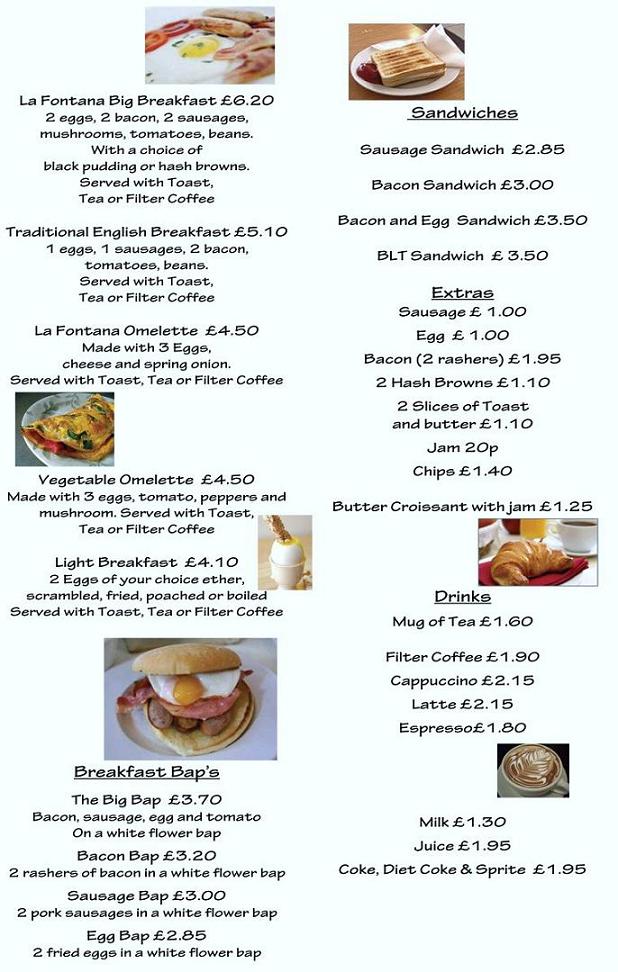 La Fontana Big Breakfast £6.20
2 eggs, 2 bacon, 2 sausages,
mushrooms, tomatoes, beans.
With a choice of
black pudding or hash browns.
Served with Toast,
Tea or Filter Coffee
Traditional English Breakfast £5.10
1 eggs, 1 sausages, 2 bacon,
tomatoes, beans.
Served with Toast,
Tea or Filter Coffee
La Fontana Omelette £4.50
Made with 3 Eggs,
cheese and spring onion.
Served with Toast, Tea or Filter Coffee
Vegetable Omelette £4.50
Made with 3 eggs, tomato, peppers and
mushroom. Served with Toast,
Tea or Filter Coffee
Light Breakfast £4.10
2 Eggs of your choice ether,
scrambled, fried, poached or boiled
Served with Toast, Tea or Filter Coffee
Breakfast Bap's
The Big Bap £3.70
Bacon, sausage, egg and tomato
On a white flower bap
Bacon Bap £3.20
2 rashers of bacon in a white flower bap
Sausage Bap £3.00
2 pork sausages in a white flower bap
Egg Bap £2.85
2 fried eggs in a white flower bap
Sandwiches
Sausage Sandwich £2.85
Bacon Sandwich £3.00
Bacon and Egg Sandwich £3.50
BLT Sandwich £ 3.50
Extras
Sausage £ 1.00
Egg £ 1.00
Bacon (2 rashers) £1.95
2 Hash Browns £1.10
2 Slices of Toast
and butter £1.10
Jam 20p
Chips £1.40
Butter Croissant with jam £1.25
Drinks
Mug of Tea £1.60
Filter Coffee £1.90
Cappuccino £2.15
Latte £2.15
Espresso£1.80
Milk £1.30
Juice £1.95
Coke, Diet Coke & Sprite £1.95